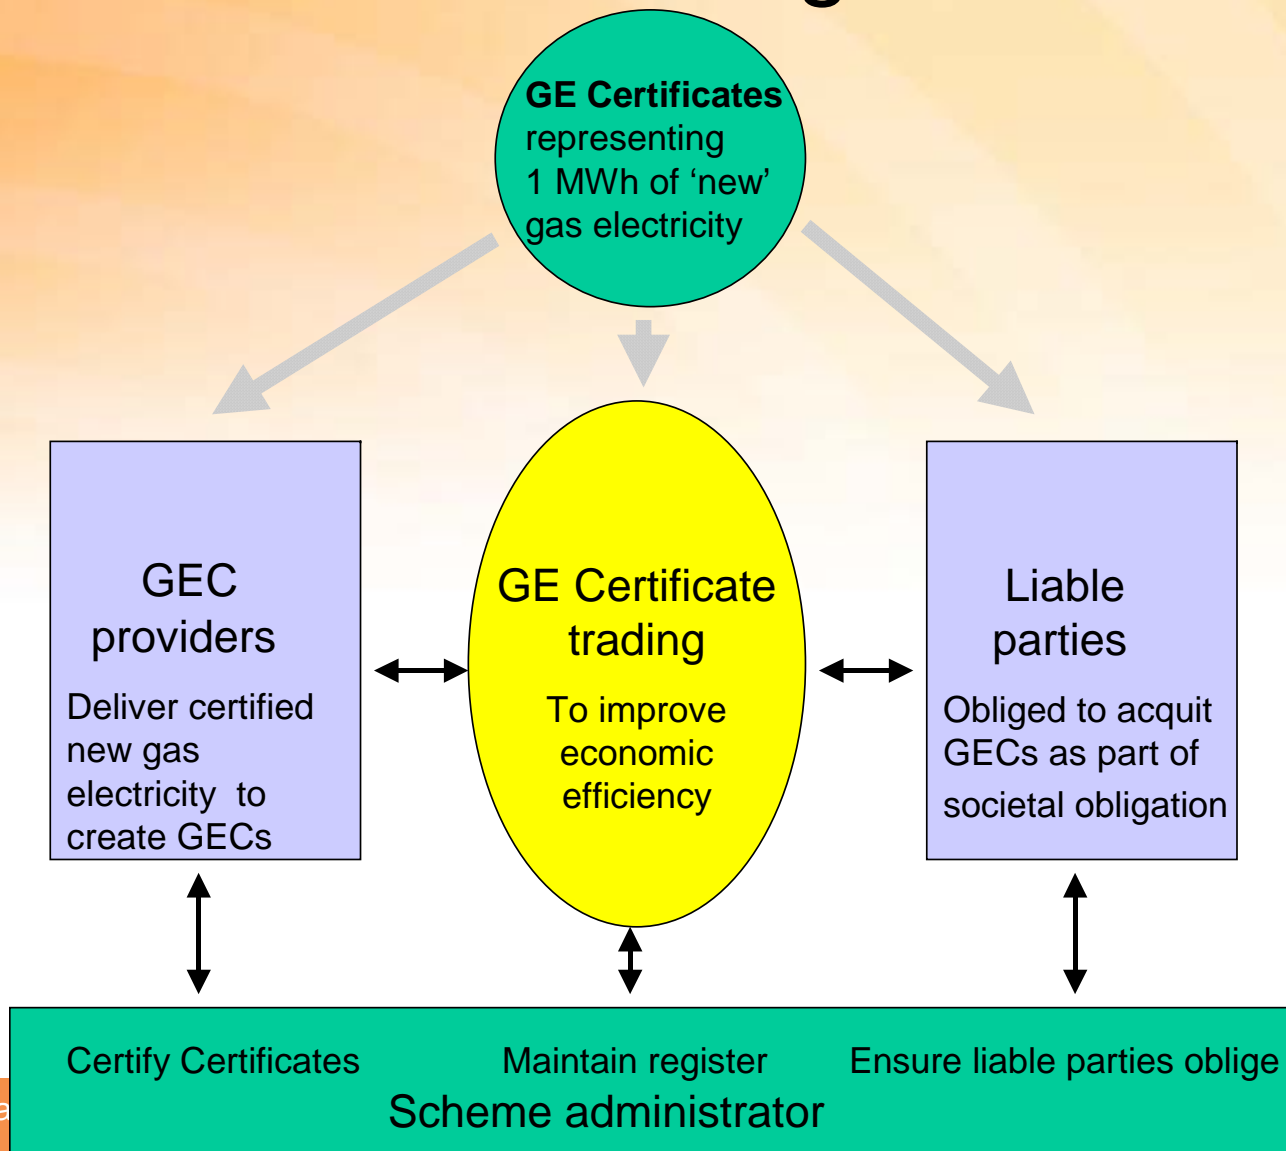 GE Certificates
representing
1 MWh of ‘new’
gas electricity
GEC
providers
Deliver certified
new gas
electricity to
create GECs
GE Certificate
trading
To improve
economic
efficiency
Liable
parties
Obliged to acquit
GECs as part of
societal obligation
Certify Certificates
Maintain register
Ensure liable parties oblige
Scheme administrator